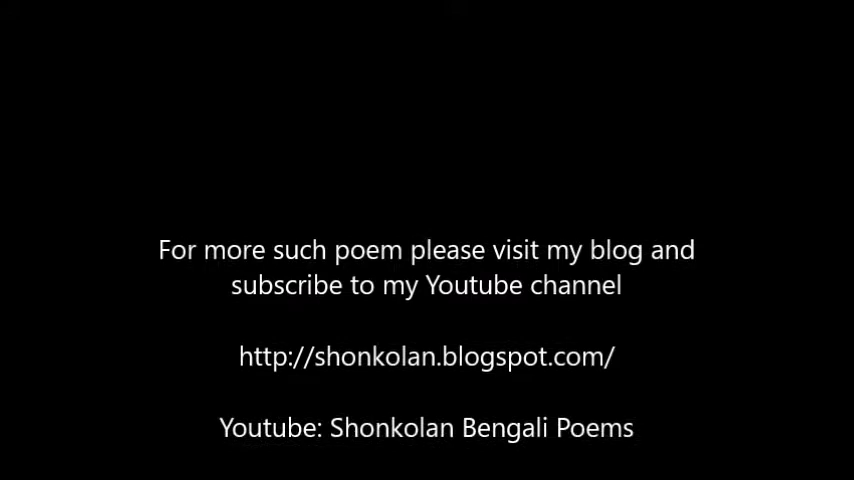 For more such poem please visit my blog and
subscribe to my Youtube channel
http://shonkolan.blogspot.com/
Youtube: Shonkolan Bengali Poems